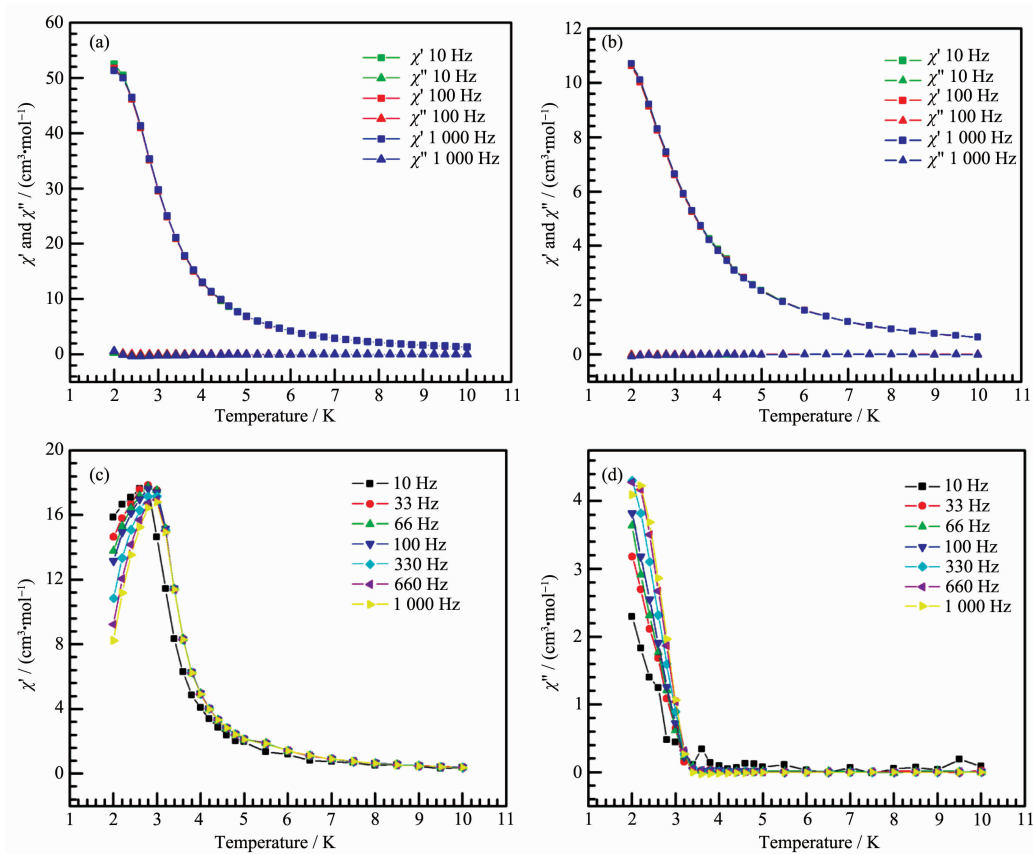 (a)
60
50
40
30
20
10
0
χ′ and χ″ / (cm³•mol⁻¹)
χ′ 10 Hz
χ″ 10 Hz
χ′ 100 Hz
χ″ 100 Hz
χ′ 1 000 Hz
χ″ 1 000 Hz
1 2 3 4 5 6 7 8 9 10 11
Temperature / K
(b)
12
10
8
6
4
2
0
χ′ and χ″ / (cm³•mol⁻¹)
χ′ 10 Hz
χ″ 10 Hz
χ′ 100 Hz
χ″ 100 Hz
χ′ 1 000 Hz
χ″ 1 000 Hz
1 2 3 4 5 6 7 8 9 10 11
Temperature / K
(c)
20
16
12
8
4
0
χ′ / (cm³•mol⁻¹)
10 Hz
33 Hz
66 Hz
100 Hz
330 Hz
660 Hz
1 000 Hz
1 2 3 4 5 6 7 8 9 10 11
Temperature / K
(d)
4
3
2
1
0
χ″ / (cm³•mol⁻¹)
10 Hz
33 Hz
66 Hz
100 Hz
330 Hz
660 Hz
1 000 Hz
1 2 3 4 5 6 7 8 9 10 11
Temperature / K